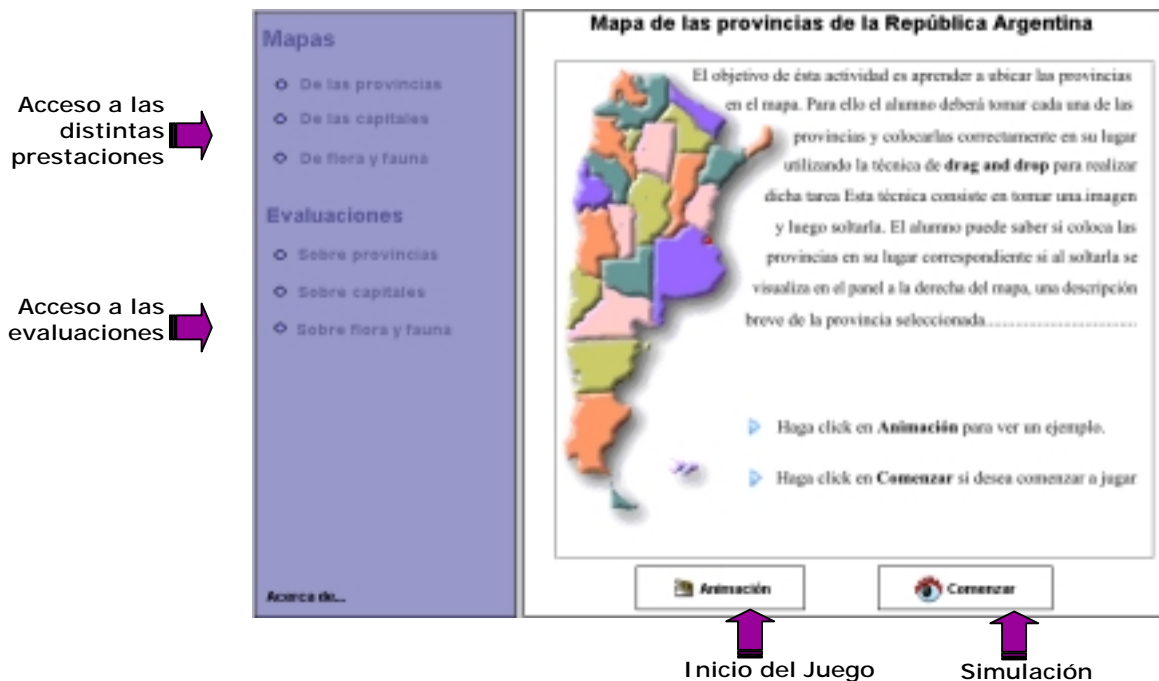 Mapa de las provincias de la República Argentina
Mapas
De las provincias
De las capitales
De flora y fauna
Evaluaciones
Sobre provincias
Sobre capitales
Sobre flora y fauna
Acerca de...
Acceso a las
distintas
prestaciones
Acceso a las
evaluaciones
El objetivo de ésta actividad es aprender a ubicar las provincias
en el mapa. Para ello el alumno deberá tomar cada una de las
provincias y colocarlas correctamente en su lugar
utilizando la técnica de drag and drop para realizar
dicha tarea Esta técnica consiste en tomar una imagen
y luego soltarla. El alumno puede saber si coloca las
provincias en su lugar correspondiente si al soltarla se
visualiza en el panel a la derecha del mapa, una descripción
breve de la provincia seleccionada...............................
Haga click en Animación para ver un ejemplo.
Haga click en Comenzar si desea comenzar a jugar
Animación
Comenzar
Inicio del Juego
Simulación